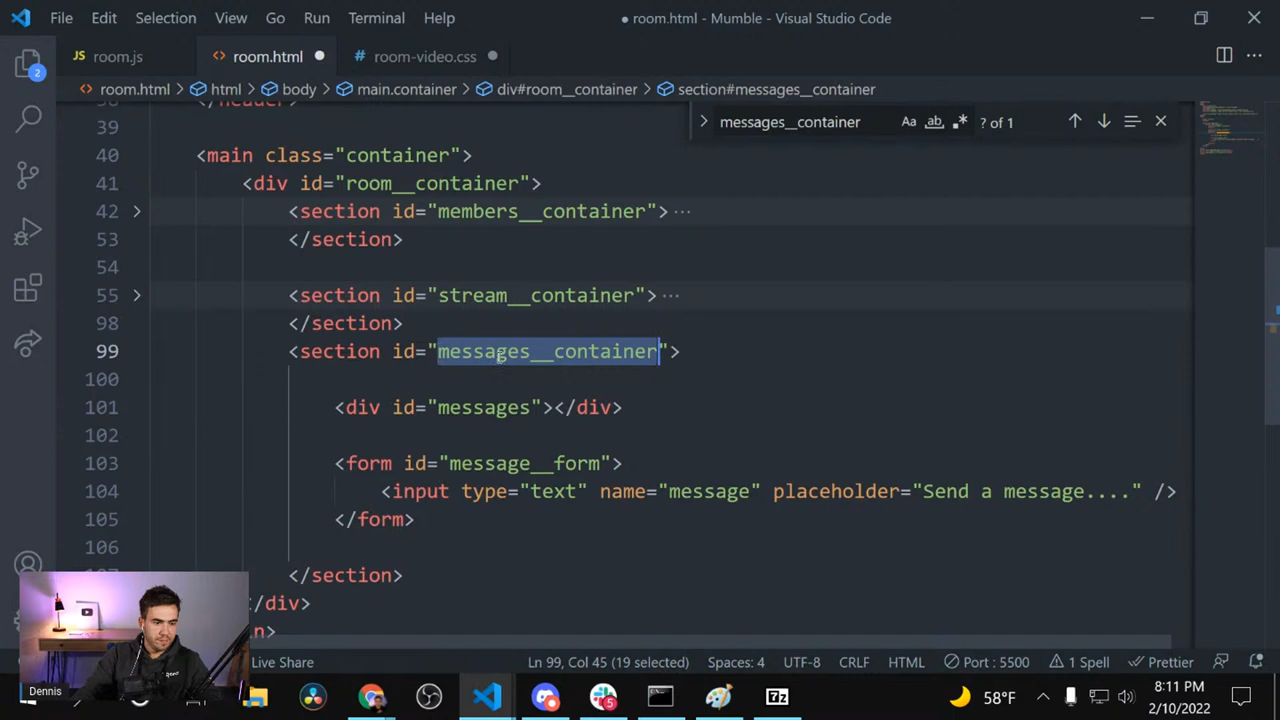 File Edit Selection View Go Run Terminal Help ● room.html - Mumble - Visual Studio Code
JS room.js <> room.html ● # room-video.css ●
2
room.html > html > body > main.container > div#room__container > section#messages__container
messages__container Aa ab .* ? of 1
39
40 <main class="container">
41 <div id="room__container">
42 <section id="members__container"> ...
53 </section>
54
55 <section id="stream__container"> ...
98 </section>
99 <section id="messages__container">
100
101 <div id="messages"></div>
102
103 <form id="message__form">
104 <input type="text" name="message" placeholder="Send a message...." />
105 </form>
106
</section>
/div>
n>
Live Share Ln 99, Col 45 (19 selected) Spaces: 4 UTF-8 CRLF HTML Port : 5500 1 Spell Prettier
Dennis
5 7z 58°F 8:11 PM
2/10/2022